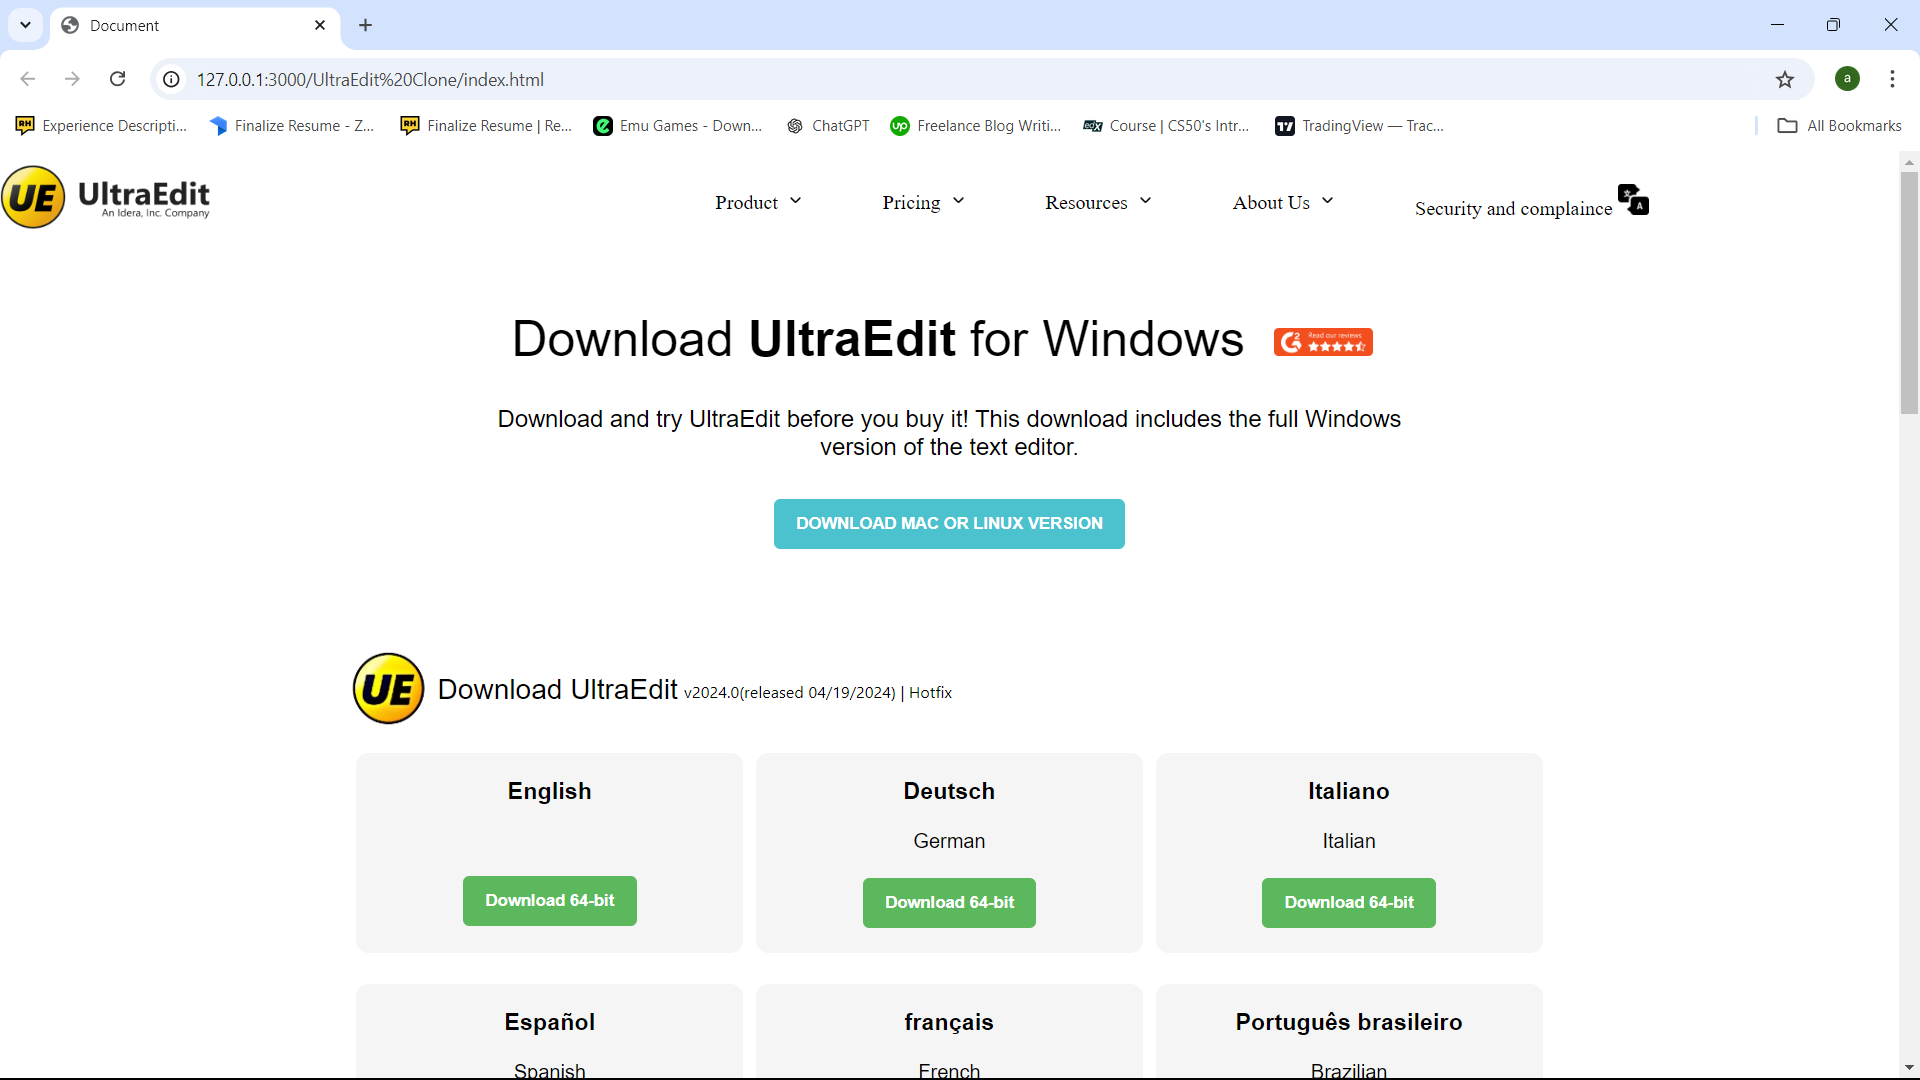 Document
127.0.0.1:3000/UltraEdit%20Clone/index.html
a
Experience Descripti...
Finalize Resume - Z...
Finalize Resume | Re...
Emu Games - Down...
ChatGPT
Freelance Blog Writi...
Course | CS50's Intr...
TradingView — Trac...
All Bookmarks
UE UltraEdit
An Idera, Inc. Company
Product
Pricing
Resources
About Us
Security and complaince
A
Download UltraEdit for Windows
Read our reviews
Download and try UltraEdit before you buy it! This download includes the full Windows
version of the text editor.
DOWNLOAD MAC OR LINUX VERSION
UE Download UltraEdit v2024.0(released 04/19/2024) | Hotfix
English
Download 64-bit
Deutsch
German
Download 64-bit
Italiano
Italian
Download 64-bit
Español
Spanish
français
French
Português brasileiro
Brazilian